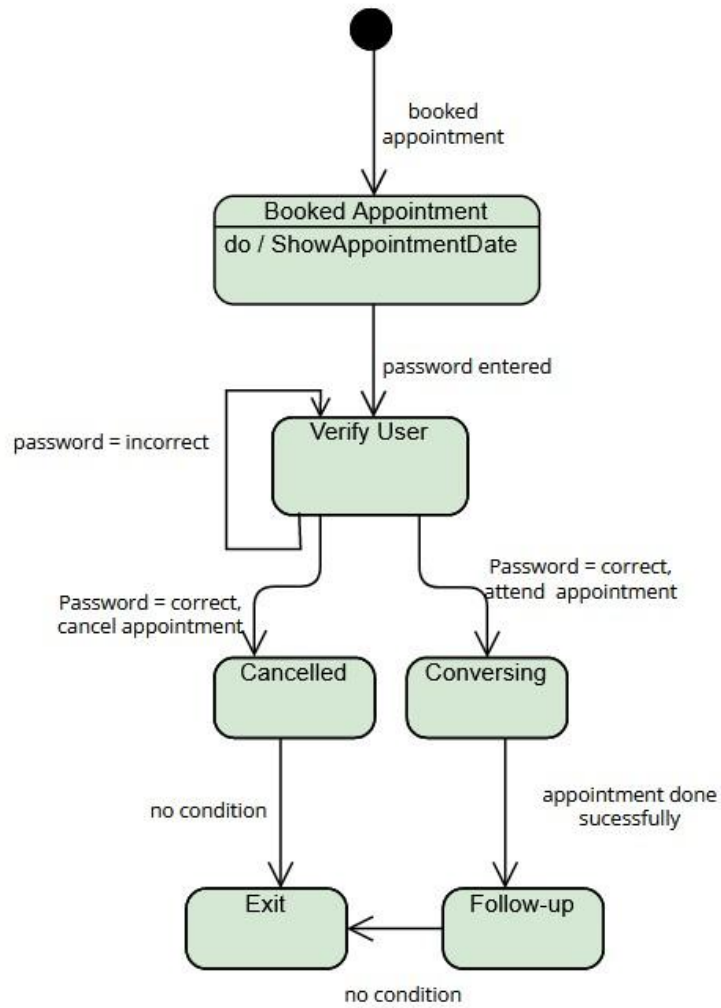 booked
appointment
Booked Appointment
do / ShowAppointmentDate
password entered
Verify User
password = incorrect
Password = correct,
attend appointment
Password = correct,
cancel appointment
Cancelled
Conversing
no condition
appointment done
sucessfully
Exit
Follow-up
no condition